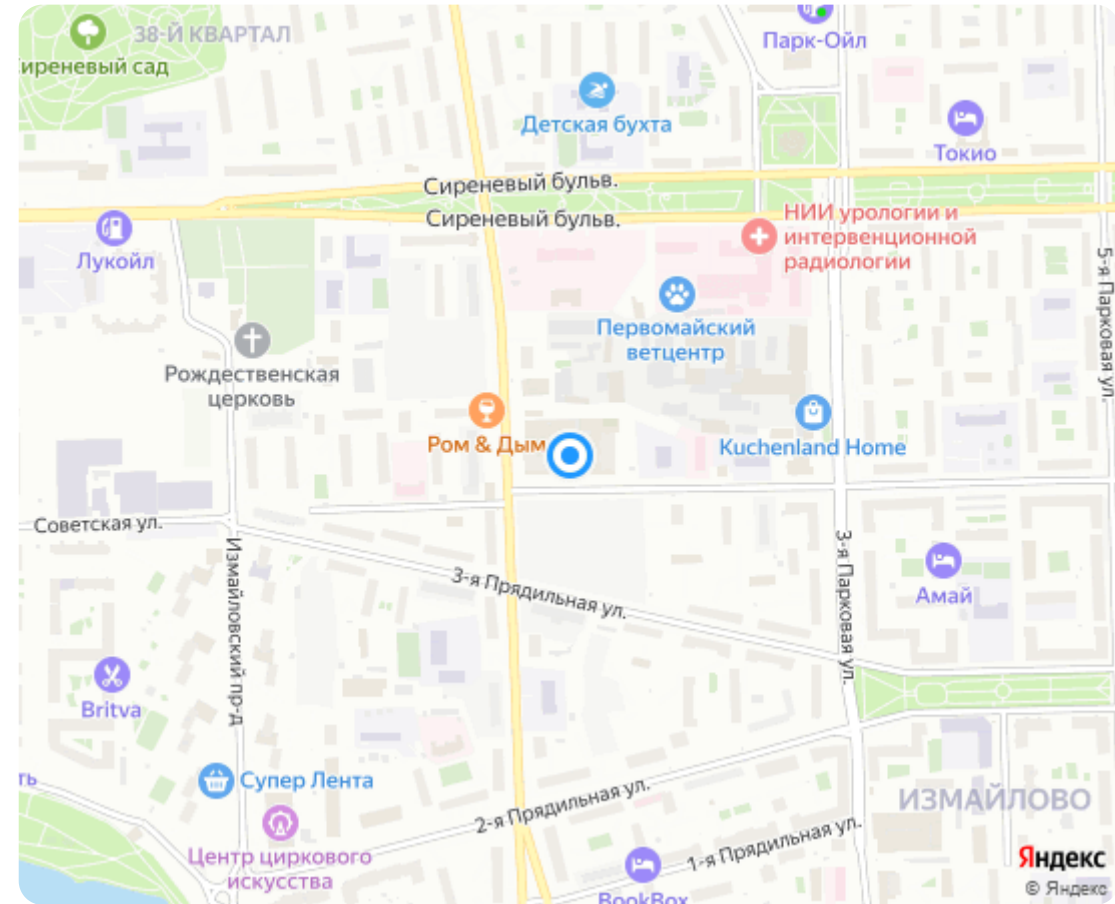 38-Й КВАРТАЛ
Парк-Ойл
иреневый сад
Детская бухта
Токио
Сиреневый бульв.
Сиреневый бульв.
НИИ урологии и
интервенционной
радиологии
Лукойл
5-я Парковая ул.
Первомайский
ветцентр
Рождественская
церковь
Ром & Дым
Kuchenland Home
Советская ул.
3-я Прядильная ул.
Измайловский пр-д
3-я Парковая ул.
Амай
Britva
ть
Супер Лента
2-я Прядильная ул.
ИЗМАЙЛОВО
Центр циркового
искусства
1-я Прядильная ул.
BookBox
Яндекс
© Яндекс